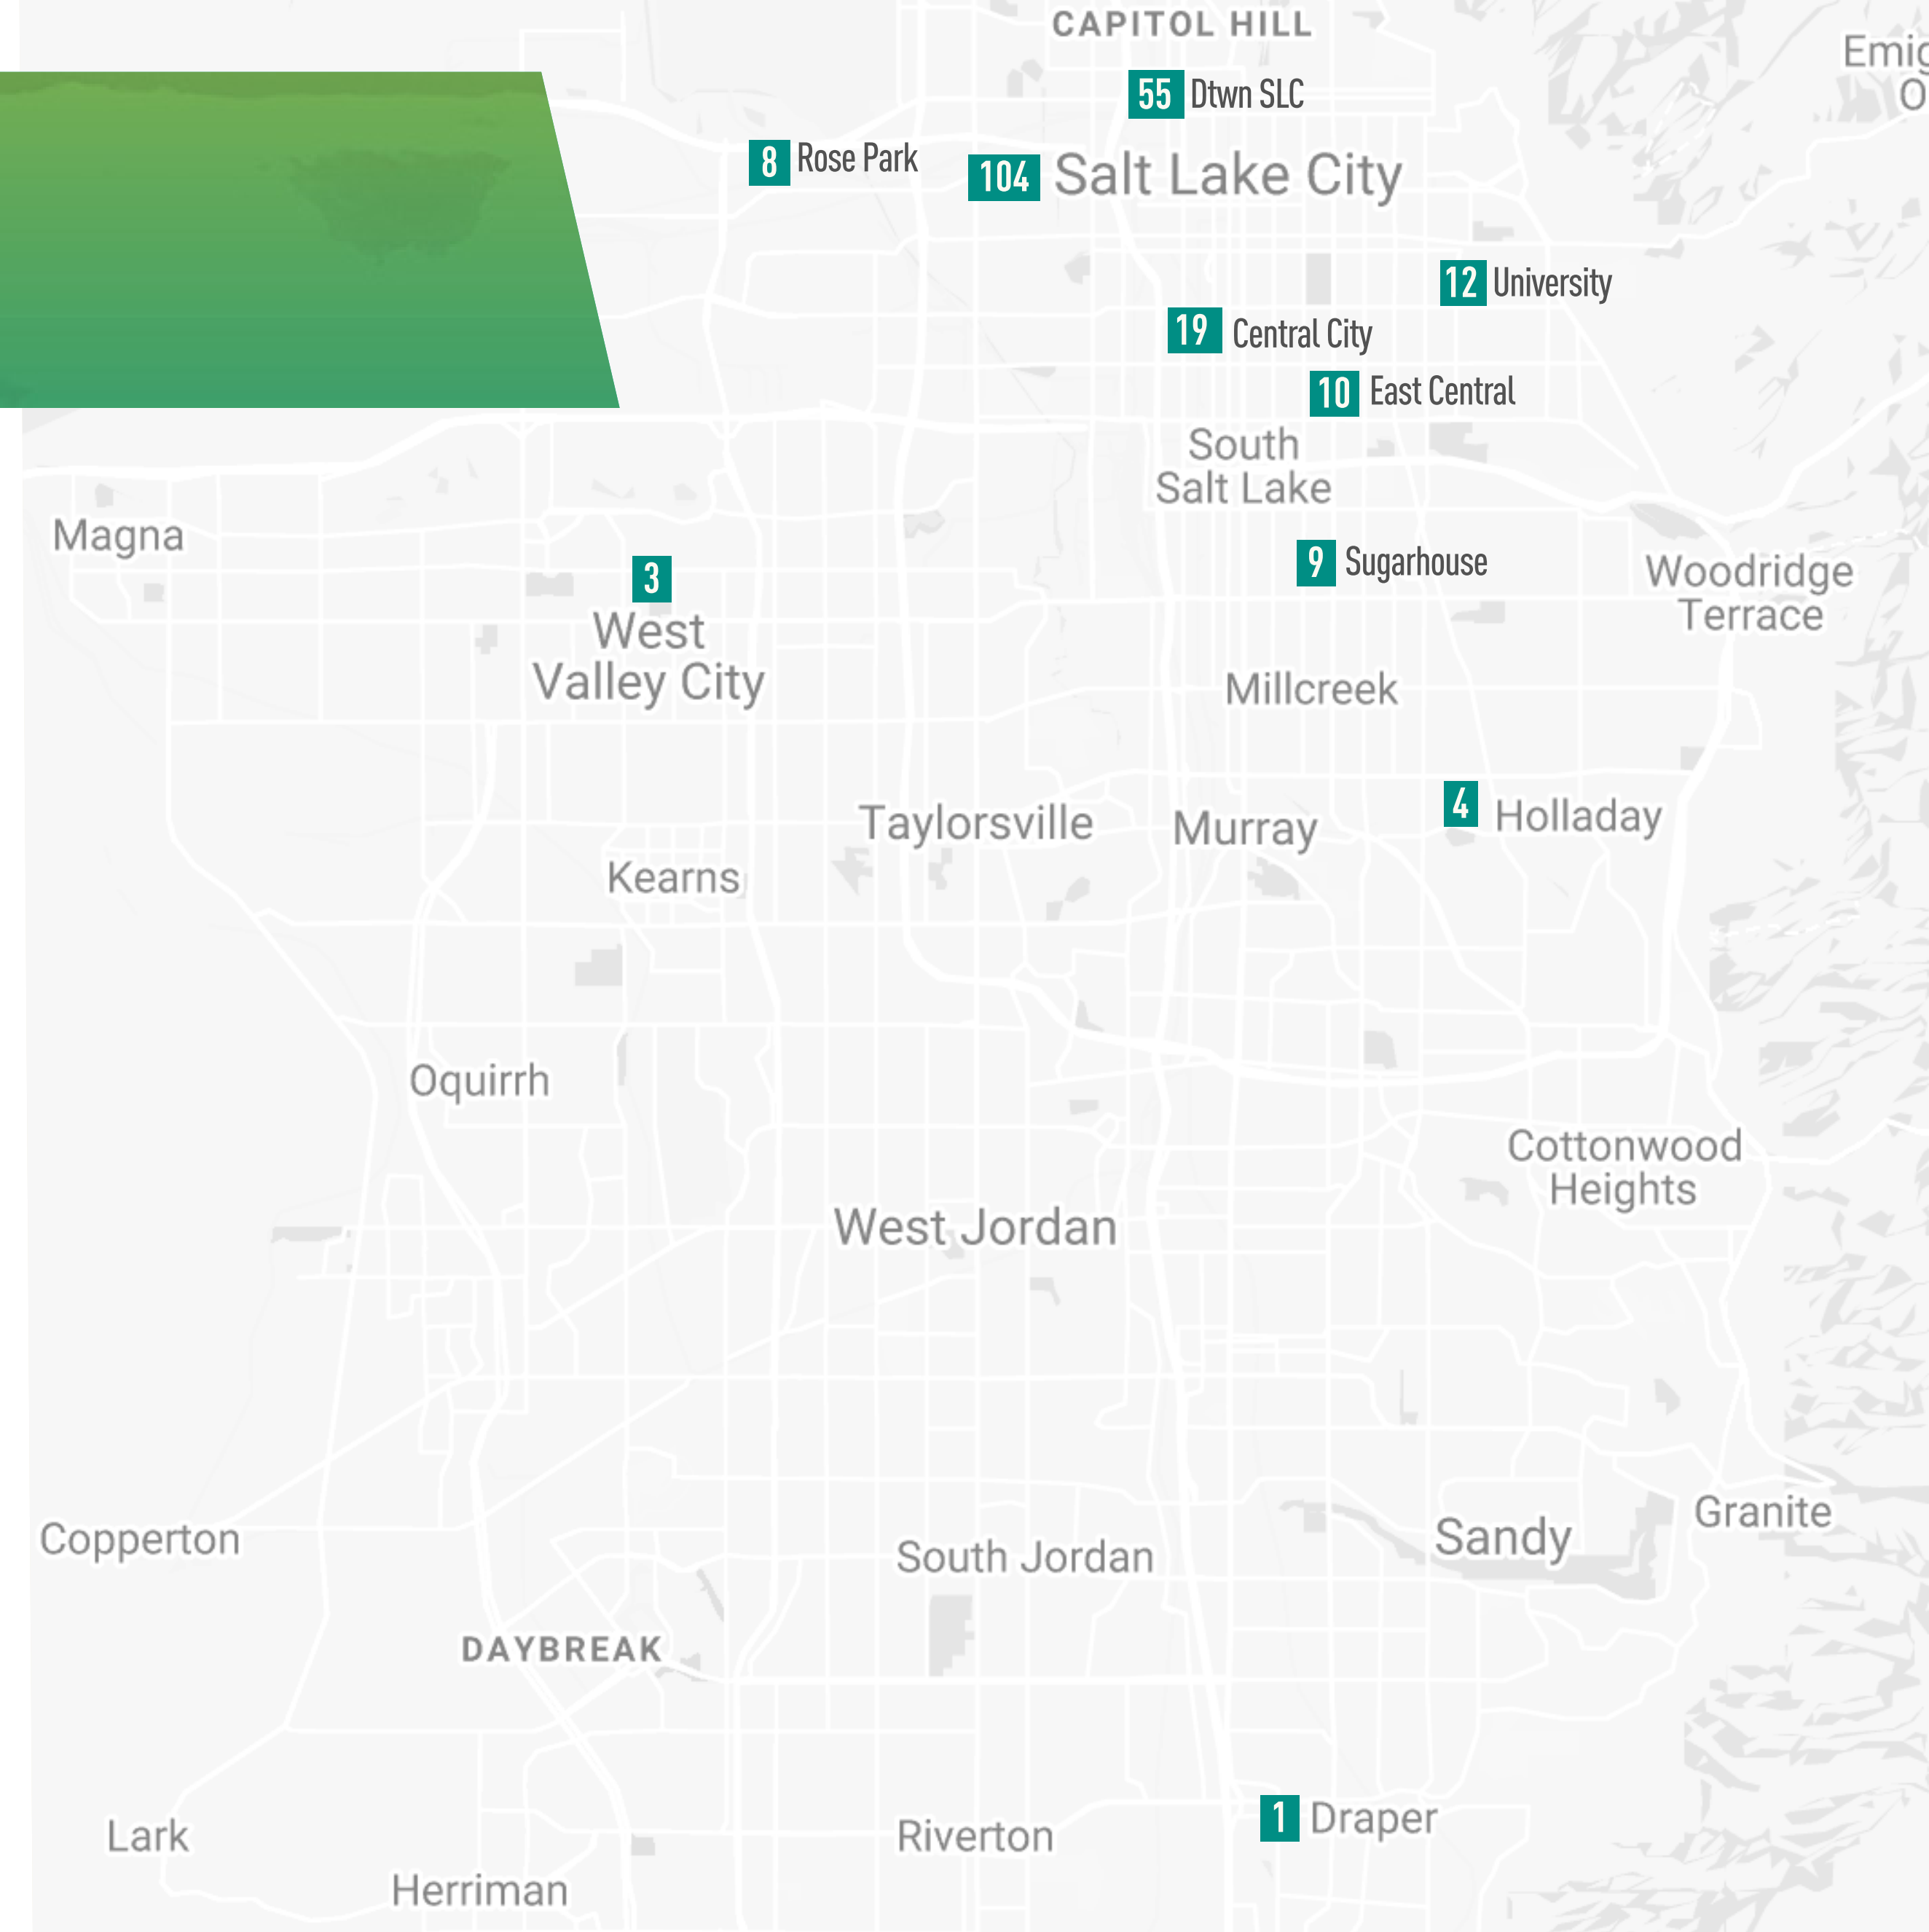 CAPITOL HILL
Emig
O
55 Dtwn SLC
8 Rose Park
104 Salt Lake City
12 University
19 Central City
10 East Central
South
Salt Lake
Magna
9 Sugarhouse
3
West
Valley City
Woodridge
Terrace
Millcreek
Taylorsville
Murray
4 Holladay
Kearns
Oquirrh
Cottonwood
Heights
West Jordan
Copperton
South Jordan
Sandy
Granite
DAYBREAK
Lark
Riverton
1 Draper
Herriman